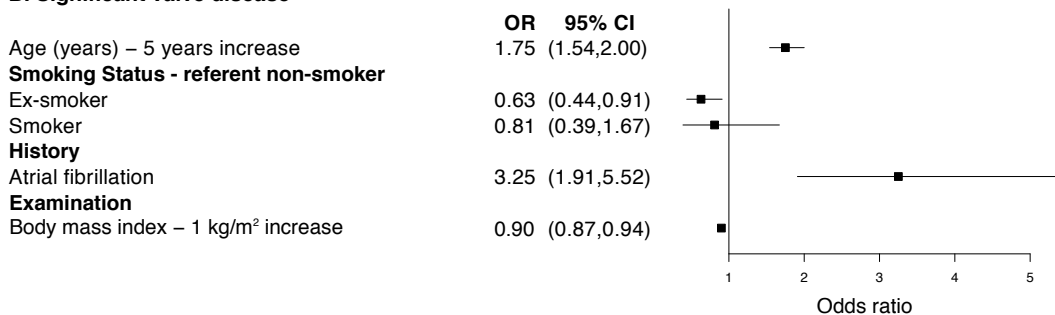 OR 95% CI
Age (years) – 5 years increase 1.75 (1.54,2.00)
Smoking Status - referent non-smoker
Ex-smoker 0.63 (0.44,0.91)
Smoker 0.81 (0.39,1.67)
History
Atrial fibrillation 3.25 (1.91,5.52)
Examination
Body mass index – 1 kg/m² increase 0.90 (0.87,0.94)
1 2 3 4 5
Odds ratio